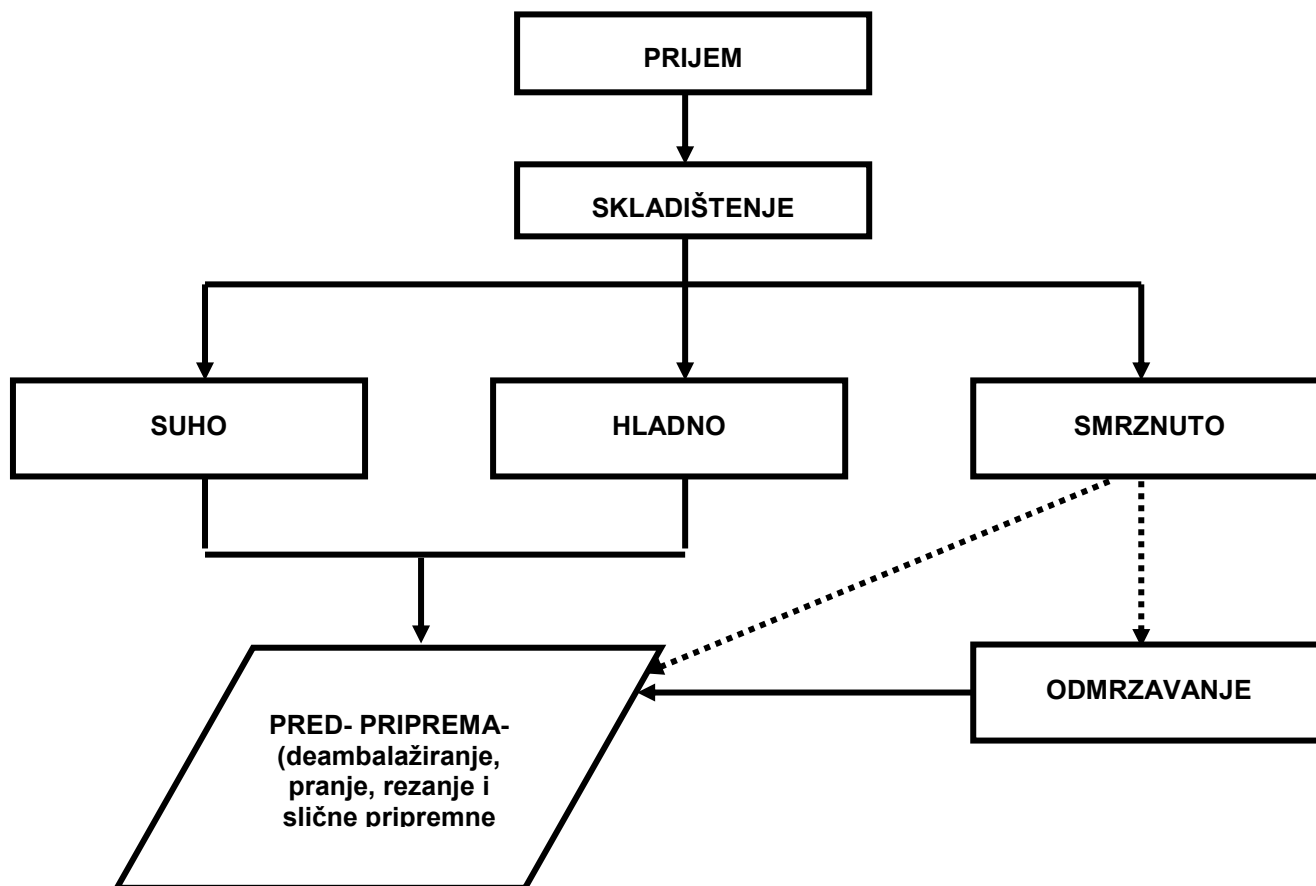 PRIJEM
SKLADIŠTENJE
SUHO
HLADNO
SMRZNUTO
ODMRZAVANJE
PRED- PRIPREMA-
(deambalažiranje,
pranje, rezanje i
slične pripremne